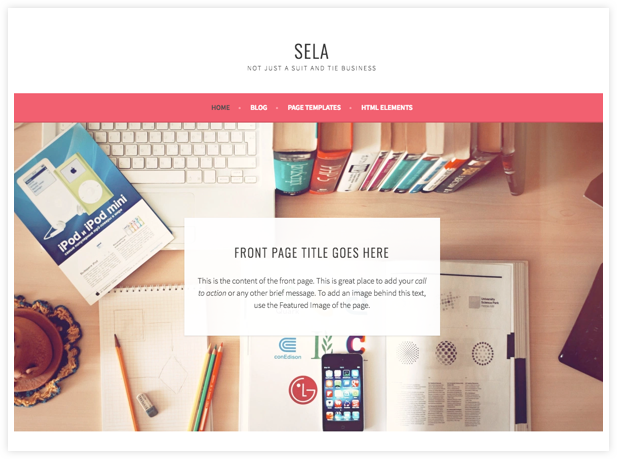 SELA
NOT JUST A SUIT AND TIE BUSINESS
HOME • BLOG • PAGE TEMPLATES • HTML ELEMENTS
iPod & iPod mini
FRONT PAGE TITLE GOES HERE
This is the content of the front page. This is great place to add your call
to action or any other brief message. To add an image behind this text,
use the Featured Image of the page.
conEdison
LG